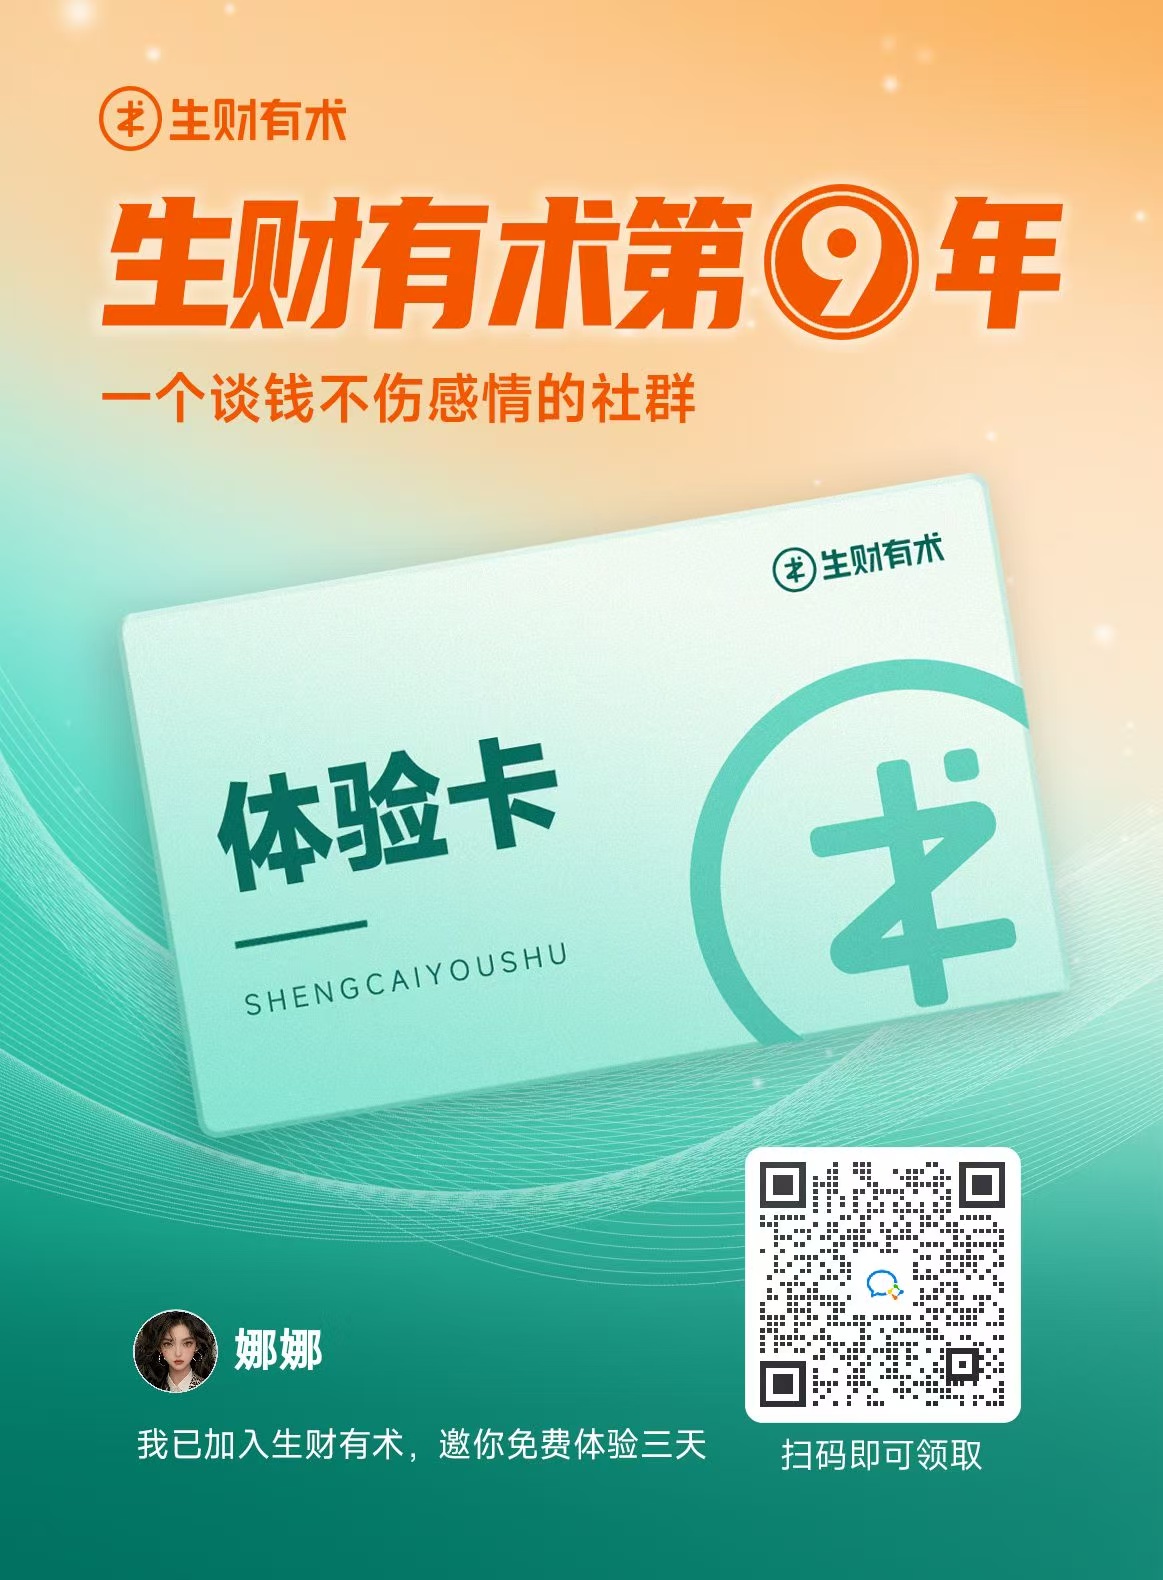 生财有术
生财有术第9年
一个谈钱不伤感情的社群
生财有术
体验卡
SHENGCAIYOUSHU
娜娜
我已加入生财有术，邀你免费体验三天
扫码即可领取